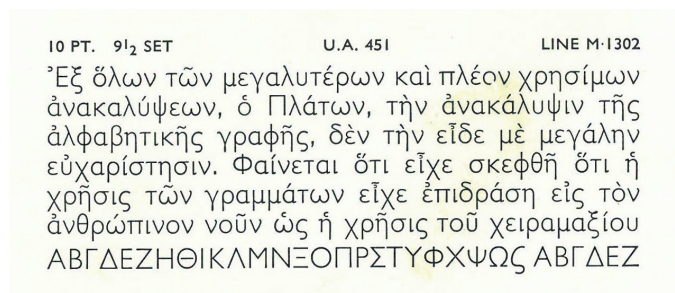 10 PT. 9½ SET U.A. 451 LINE M·1302
Ἐξ ὅλων τῶν μεγαλυτέρων καὶ πλέον χρησίμων
ἀνακαλύψεων, ὁ Πλάτων, τὴν ἀνακάλυψιν τῆς
ἀλφαβητικῆς γραφῆς, δὲν τὴν εἶδε μὲ μεγάλην
εὐχαρίστησιν. Φαίνεται ὅτι εἶχε σκεφθῆ ὅτι ἡ
χρῆσις τῶν γραμμάτων εἶχε ἐπιδράση εἰς τὸν
ἀνθρώπινον νοῦν ὡς ἡ χρῆσις τοῦ χειραμαξίου
ΑΒΓΔΕΖΗΘΙΚΛΜΝΞΟΠΡΣΤΥΦΧΨΩϚ ΑΒΓΔΕΖ